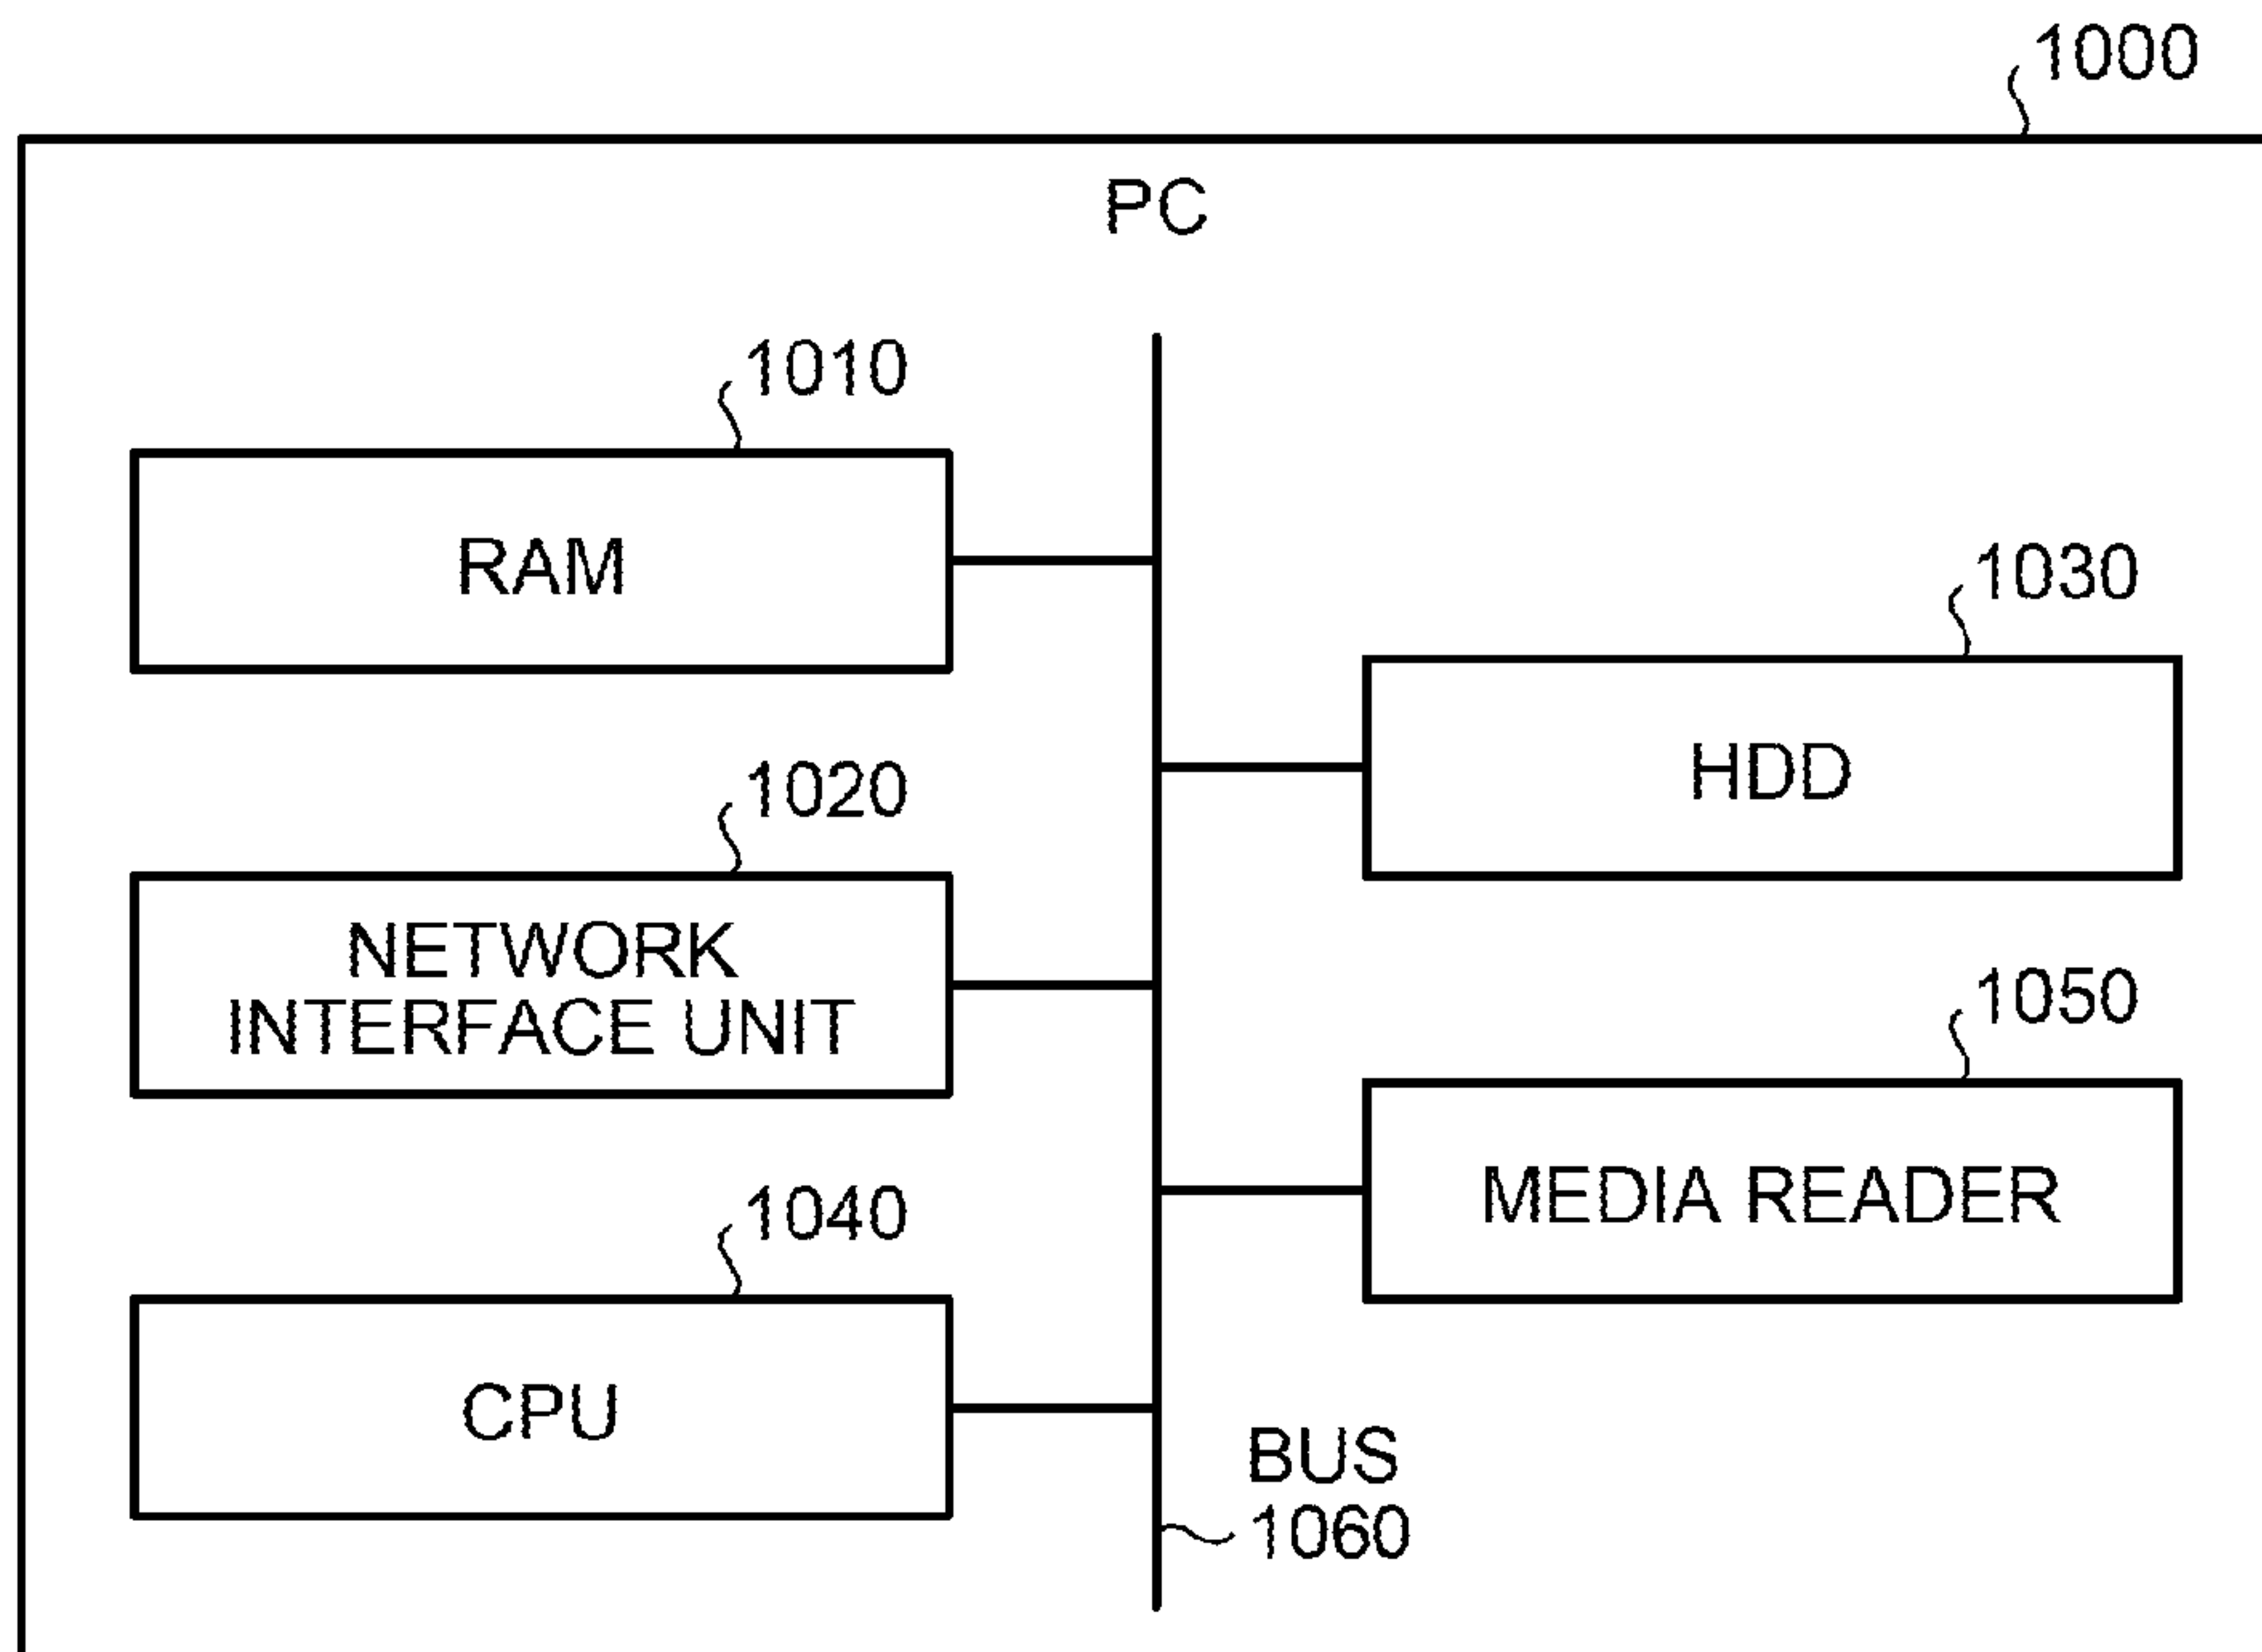 1000
PC
1010
RAM
1030
HDD
1020
NETWORK
INTERFACE UNIT
1050
MEDIA READER
1040
CPU
BUS
1060